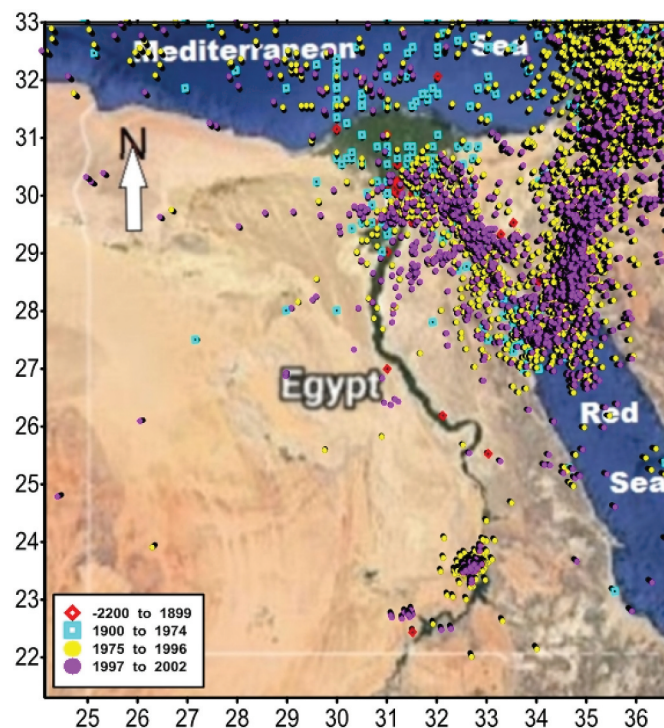 33
32
31
30
29
28
27
26
25
24
23
22
Mediterranean Sea
N
Egypt
Red
Sea
-2200 to 1899
1900 to 1974
1975 to 1996
1997 to 2002
25 26 27 28 29 30 31 32 33 34 35 36